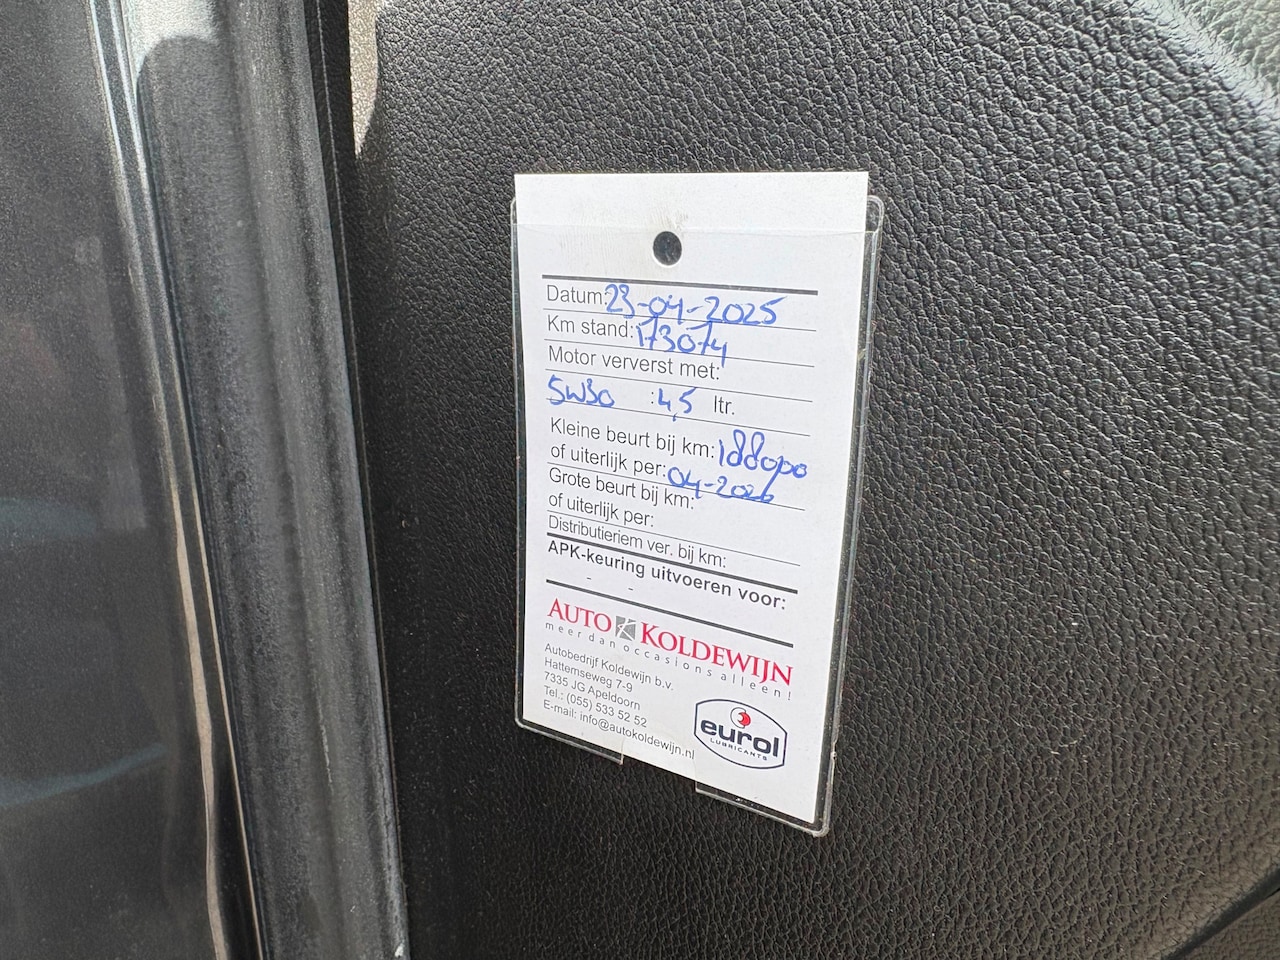 Datum: 23-04-2025
Km stand: 173074
Motor ververst met:
5W30 : 4,5 ltr.
Kleine beurt bij km: 188000
of uiterlijk per: 04-2026
Grote beurt bij km:
of uiterlijk per:
Distributieriem ver. bij km:
APK-keuring uitvoeren voor:
- -
AUTO K KOLDEWIJN
meer dan occasions alleen!
Autobedrijf Koldewijn b.v.
Hattemseweg 7-9
7335 JG Apeldoorn
Tel.: (055) 533 52 52
E-mail: info@autokoldewijn.nl
eurol
LUBRICANTS